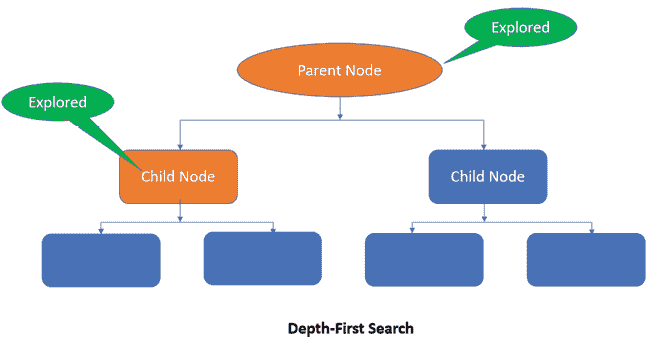 Explored
Parent Node
Explored
Child Node
Child Node
Depth-First Search